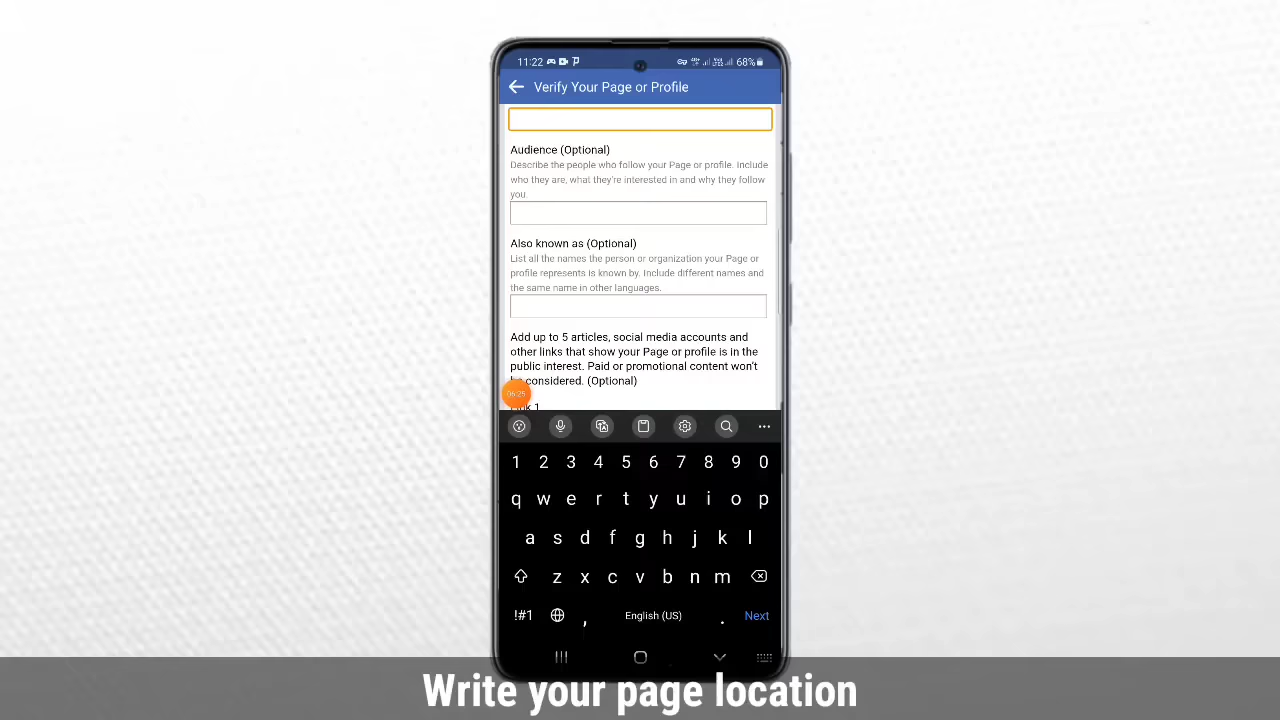 11:22
68%
Verify Your Page or Profile
Audience (Optional)
Describe the people who follow your Page or profile. Include
who they are, what they're interested in and why they follow
you.
Also known as (Optional)
List all the names the person or organization your Page or
profile represents is known by. Include different names and
the same name in other languages.
Add up to 5 articles, social media accounts and
other links that show your Page or profile is in the
public interest. Paid or promotional content won't
be considered. (Optional)
06:25
Link 1
1 2 3 4 5 6 7 8 9 0
q w e r t y u i o p
a s d f g h j k l
z x c v b n m
!#1 , English (US) . Next
Write your page location